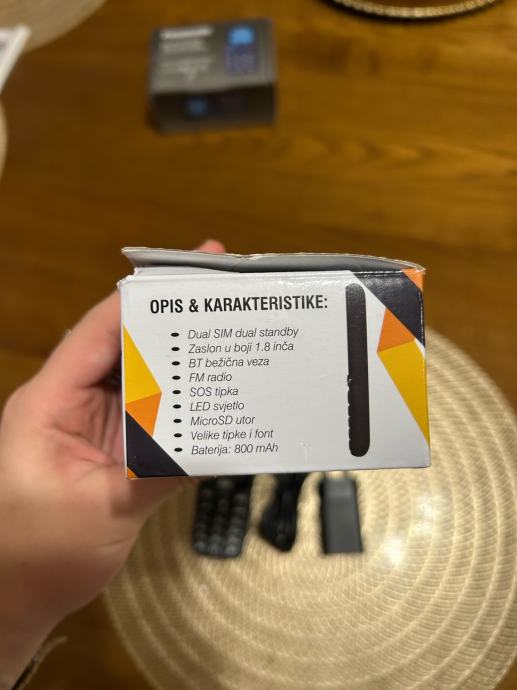 OPIS & KARAKTERISTIKE:
Dual SIM dual standby
Zaslon u boji 1.8 inča
BT bežična veza
FM radio
SOS tipka
LED svjetlo
MicroSD utor
Velike tipke i font
Baterija: 800 mAh